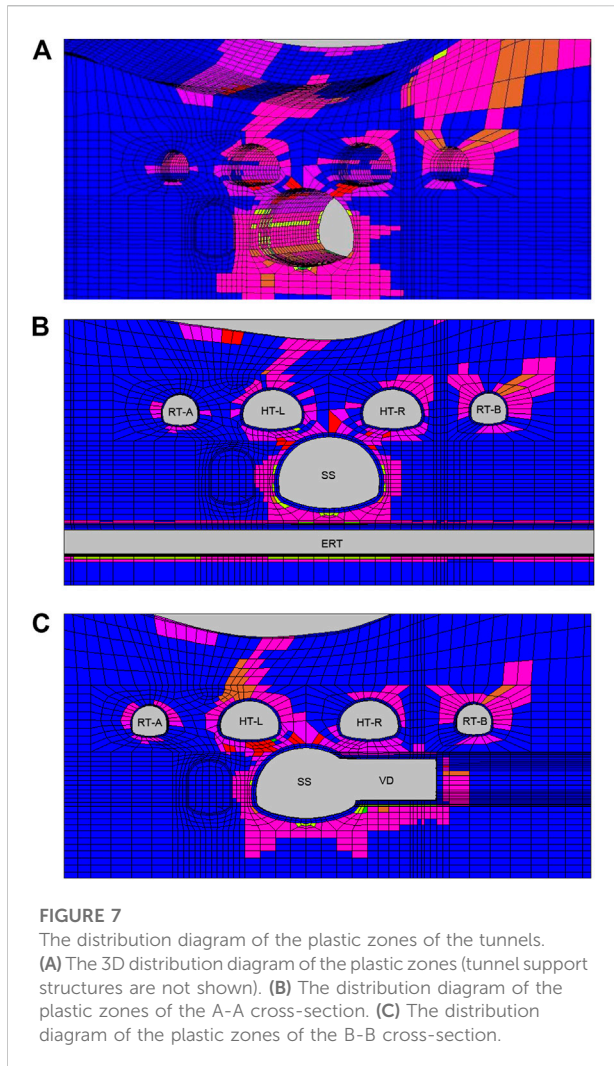 A
B
RT-A
HT-L
HT-R
RT-B
SS
ERT
C
RT-A
HT-L
HT-R
RT-B
SS
VD
FIGURE 7
The distribution diagram of the plastic zones of the tunnels.
(A) The 3D distribution diagram of the plastic zones (tunnel support
structures are not shown). (B) The distribution diagram of the
plastic zones of the A-A cross-section. (C) The distribution
diagram of the plastic zones of the B-B cross-section.